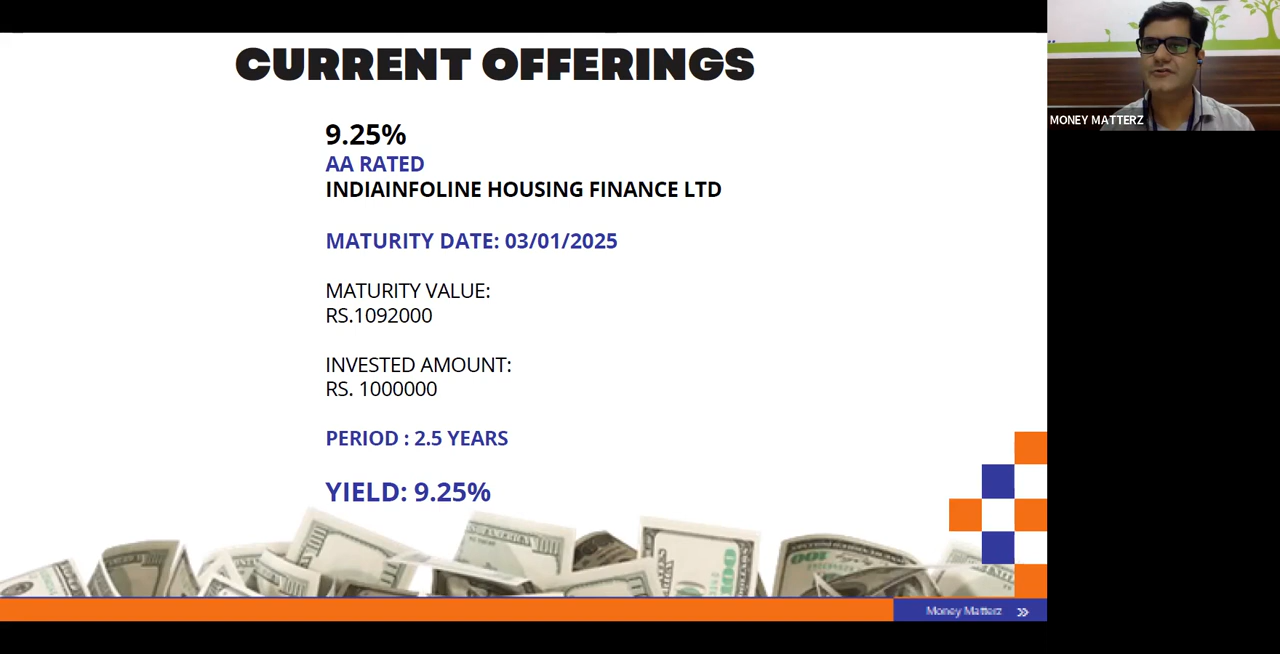 CURRENT OFFERINGS
9.25%
AA RATED
INDIAINFOLINE HOUSING FINANCE LTD
MATURITY DATE: 03/01/2025
MATURITY VALUE:
RS.1092000
INVESTED AMOUNT:
RS. 1000000
PERIOD : 2.5 YEARS
YIELD: 9.25%
Money Matterz
MONEY MATTERZ